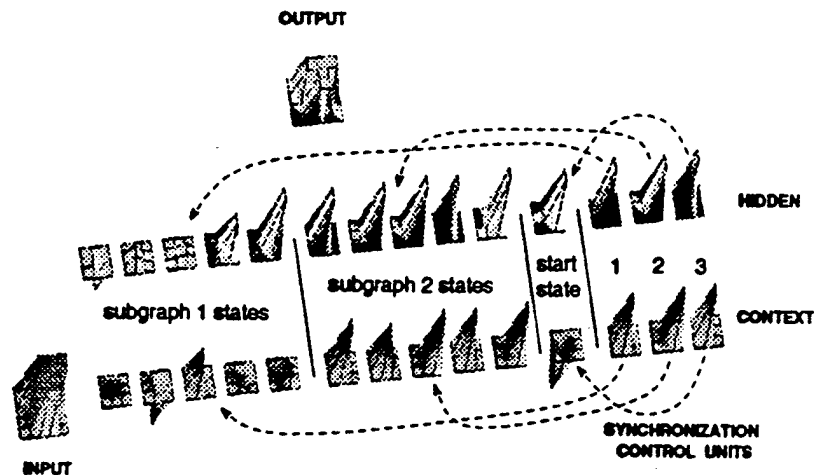 OUTPUT
HIDDEN
subgraph 1 states
subgraph 2 states
start
state
1 2 3
CONTEXT
INPUT
SYNCHRONIZATION
CONTROL UNITS